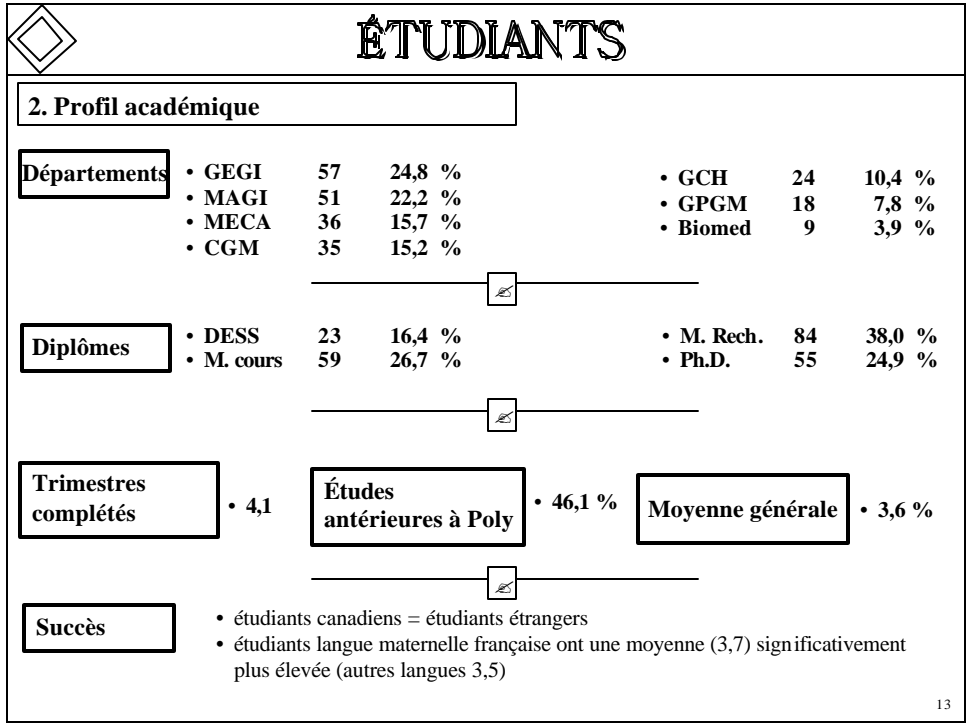 ÉTUDIANTS
2. Profil académique
Départements
• GEGI 57 24,8 %
• MAGI 51 22,2 %
• MECA 36 15,7 %
• CGM 35 15,2 %
• GCH 24 10,4 %
• GPGM 18 7,8 %
• Biomed 9 3,9 %
Diplômes
• DESS 23 16,4 %
• M. cours 59 26,7 %
• M. Rech. 84 38,0 %
• Ph.D. 55 24,9 %
Trimestres
complétés
• 4,1
Études
antérieures à Poly
• 46,1 %
Moyenne générale
• 3,6 %
Succès
• étudiants canadiens = étudiants étrangers
• étudiants langue maternelle française ont une moyenne (3,7) significativement
plus élevée (autres langues 3,5)
13